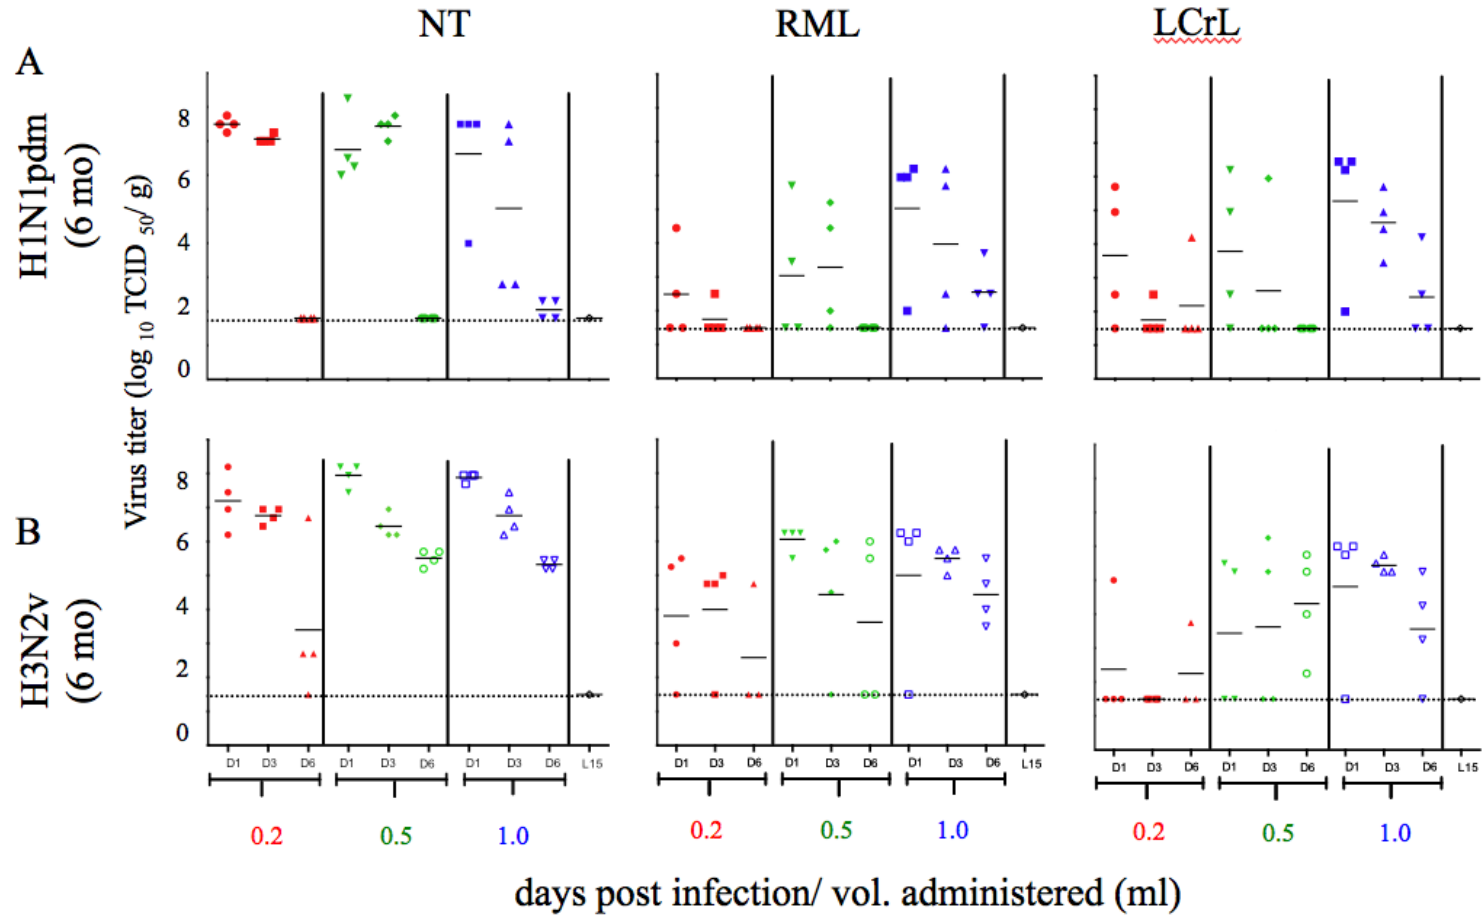 NT RML LCrL
A
H1N1pdm
(6 mo)
8
6
4
2
0
Virus titer (log 10 TCID 50/ g)
B
H3N2v
(6 mo)
8
6
4
2
0
D1 D3 D6 D1 D3 D6 D1 D3 D6 L15
D1 D3 D6 D1 D3 D6 D1 D3 D6 L15
D1 D3 D6 D1 D3 D6 D1 D3 D6 L15
0.2 0.5 1.0 0.2 0.5 1.0 0.2 0.5 1.0
days post infection/ vol. administered (ml)